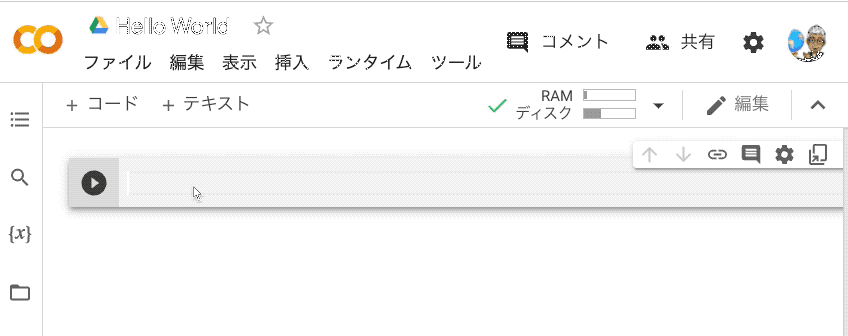 Hello World
ファイル 編集 表示 挿入 ランタイム ツール
コメント 共有
+ コード + テキスト
RAM
ディスク
編集
{x}